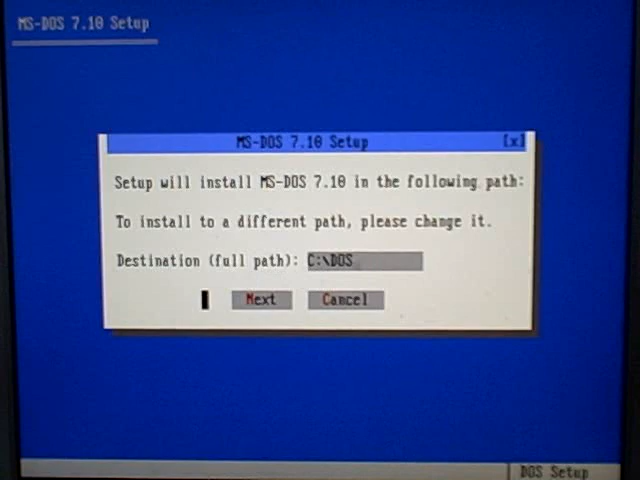 MS-DOS 7.10 Setup
MS-DOS 7.10 Setup [x]
Setup will install MS-DOS 7.10 in the following path:
To install to a different path, please change it.
Destination (full path): C:\DOS
Next Cancel
DOS Setup